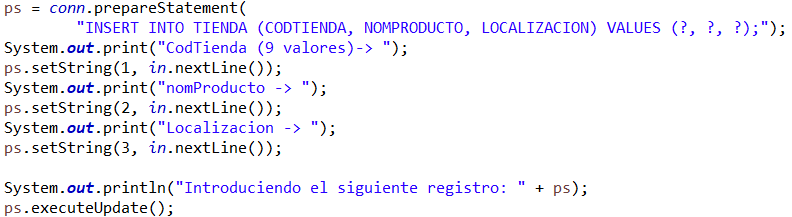 ps = conn.prepareStatement(
"INSERT INTO TIENDA (CODTIENDA, NOMPRODUCTO, LOCALIZACION) VALUES (?, ?, ?);");
System.out.print("CodTienda (9 valores)-> ");
ps.setString(1, in.nextLine());
System.out.print("nomProducto -> ");
ps.setString(2, in.nextLine());
System.out.print("Localizacion -> ");
ps.setString(3, in.nextLine());
System.out.println("Introduciendo el siguiente registro: " + ps);
ps.executeUpdate();